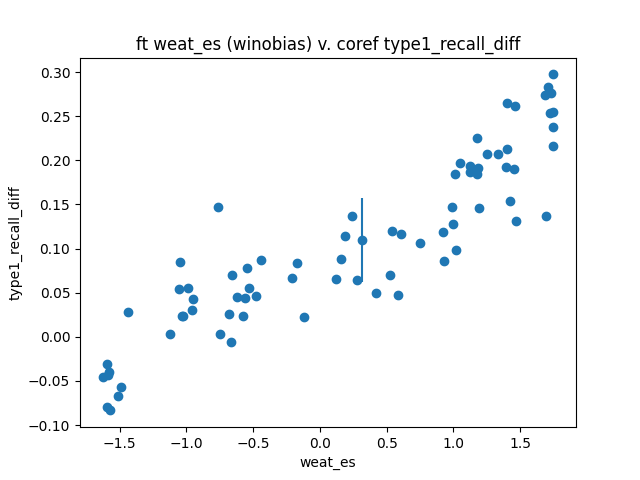 ft weat_es (winobias) v. coref type1_recall_diff
type1_recall_diff
0.30
0.25
0.20
0.15
0.10
0.05
0.00
−0.05
−0.10
−1.5 −1.0 −0.5 0.0 0.5 1.0 1.5
weat_es